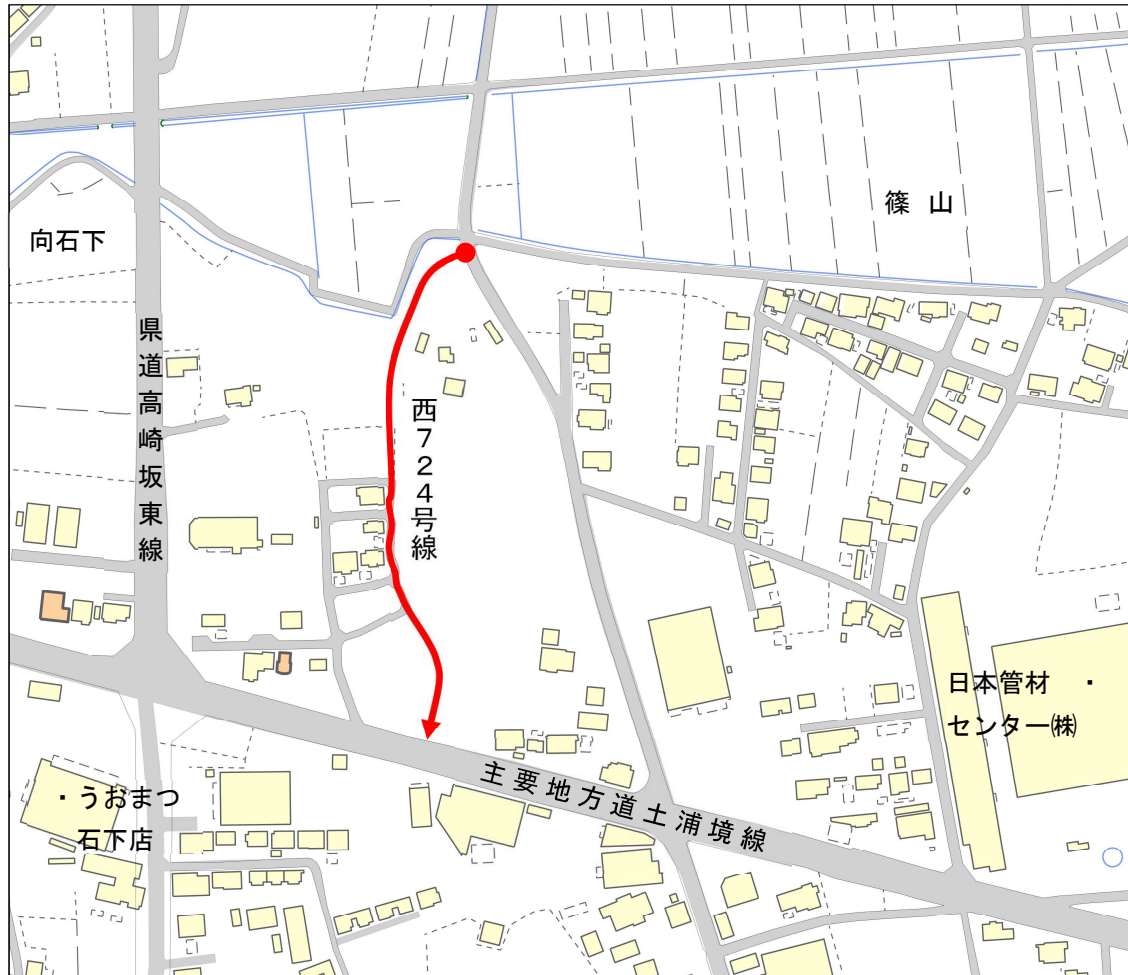 篠山
向石下
県道高崎坂東線
西７２４号線
日本管材
センター㈱
主要地方道土浦境線
うおまつ
石下店